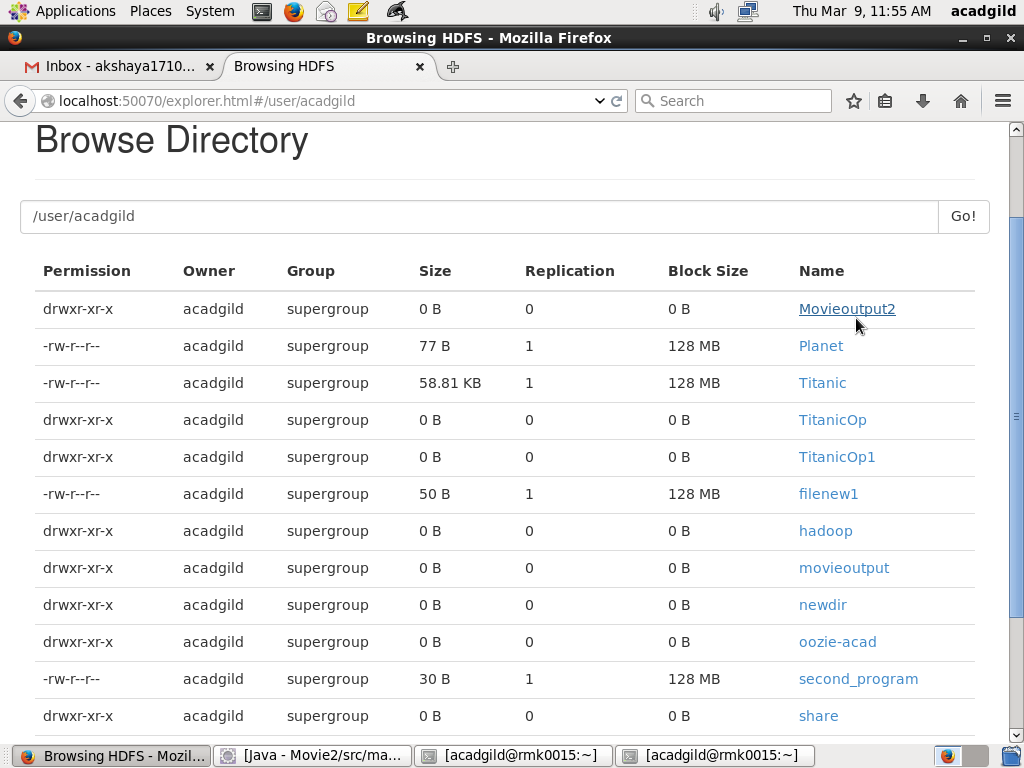 Applications Places System Thu Mar 9, 11:55 AM acadgild
Browsing HDFS - Mozilla Firefox
Inbox - akshaya1710... Browsing HDFS
localhost:50070/explorer.html#/user/acadgild Search
Browse Directory
/user/acadgild Go!
Permission Owner Group Size Replication Block Size Name
drwxr-xr-x acadgild supergroup 0 B 0 0 B Movieoutput2
-rw-r--r-- acadgild supergroup 77 B 1 128 MB Planet
-rw-r--r-- acadgild supergroup 58.81 KB 1 128 MB Titanic
drwxr-xr-x acadgild supergroup 0 B 0 0 B TitanicOp
drwxr-xr-x acadgild supergroup 0 B 0 0 B TitanicOp1
-rw-r--r-- acadgild supergroup 50 B 1 128 MB filenew1
drwxr-xr-x acadgild supergroup 0 B 0 0 B hadoop
drwxr-xr-x acadgild supergroup 0 B 0 0 B movieoutput
drwxr-xr-x acadgild supergroup 0 B 0 0 B newdir
drwxr-xr-x acadgild supergroup 0 B 0 0 B oozie-acad
-rw-r--r-- acadgild supergroup 30 B 1 128 MB second_program
drwxr-xr-x acadgild supergroup 0 B 0 0 B share
Browsing HDFS - Mozil... [Java - Movie2/src/ma... [acadgild@rmk0015:~] [acadgild@rmk0015:~]